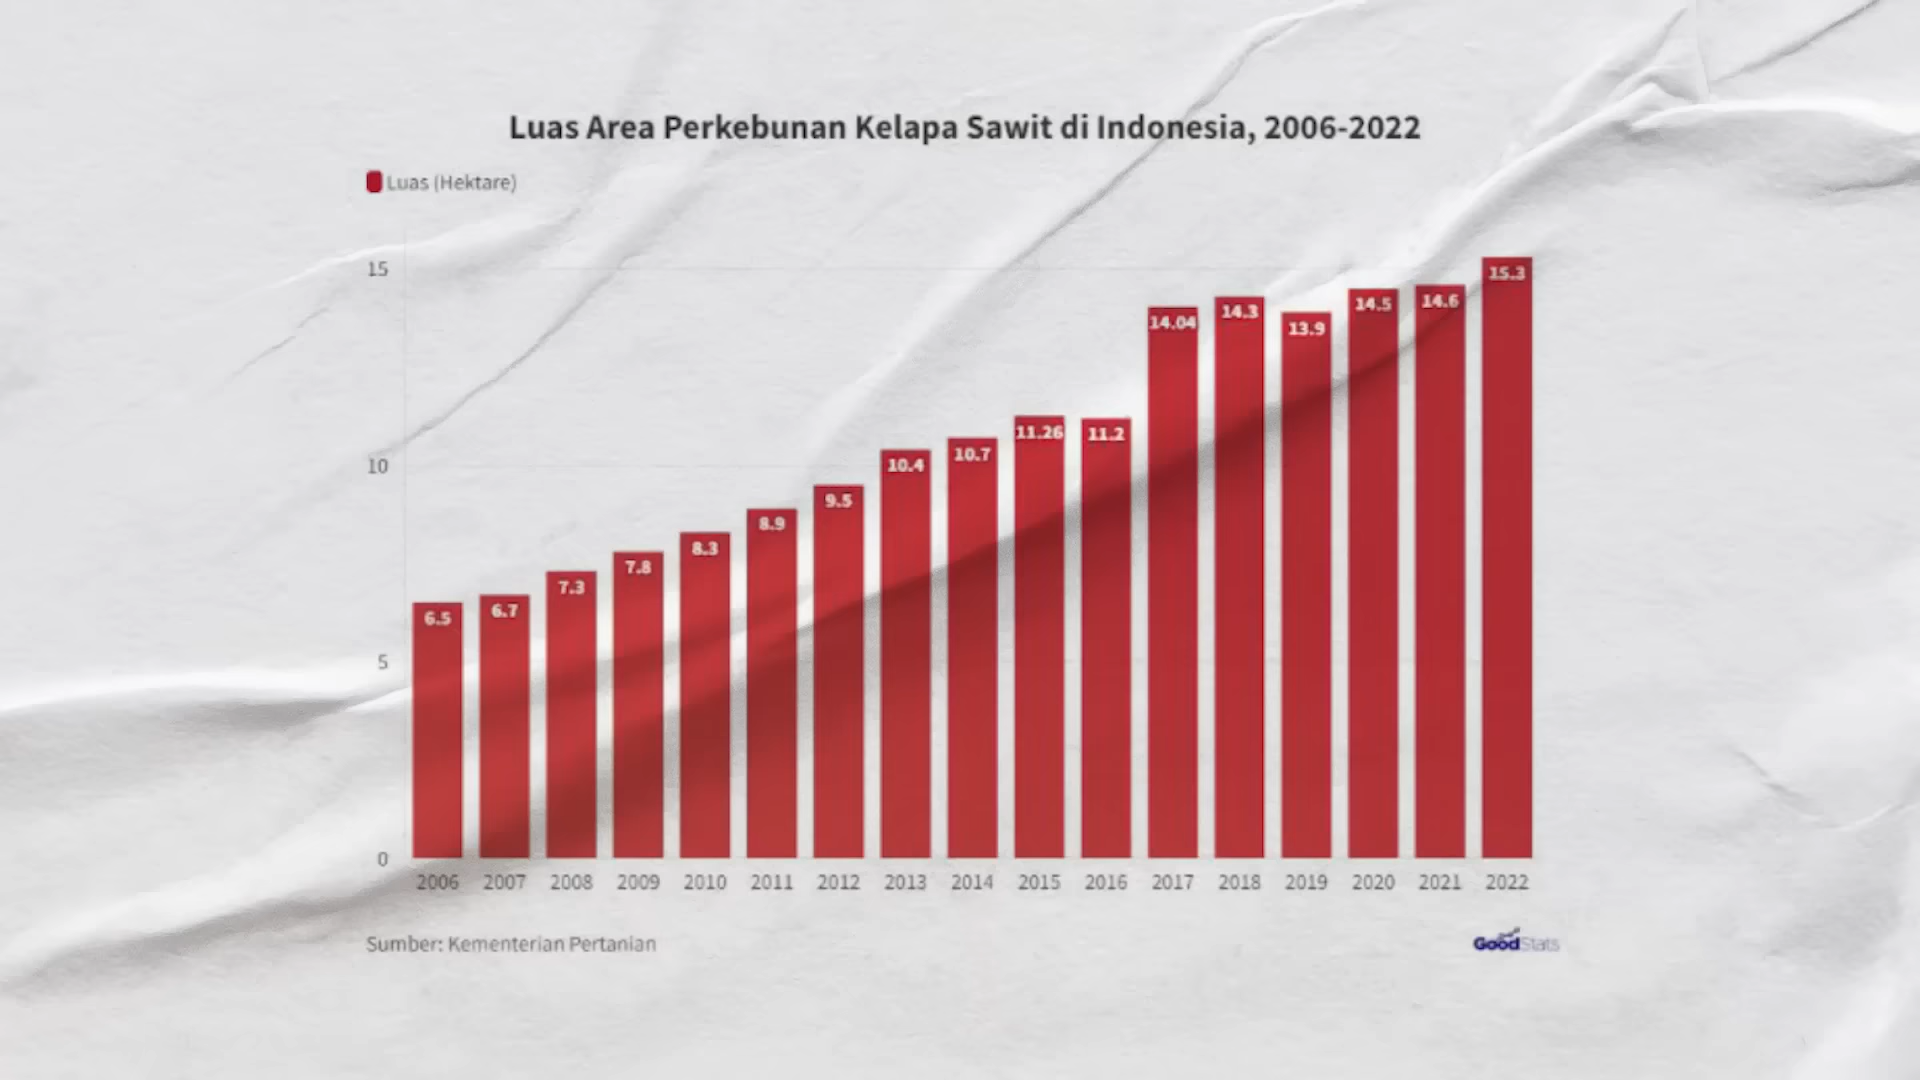 Luas Area Perkebunan Kelapa Sawit di Indonesia, 2006-2022
Luas (Hektare)
15
10
5
0
6.5 6.7 7.3 7.8 8.3 8.9 9.5 10.4 10.7 11.26 11.2 14.04 14.3 13.9 14.5 14.6 15.3
2006 2007 2008 2009 2010 2011 2012 2013 2014 2015 2016 2017 2018 2019 2020 2021 2022
Sumber: Kementerian Pertanian
GoodStats